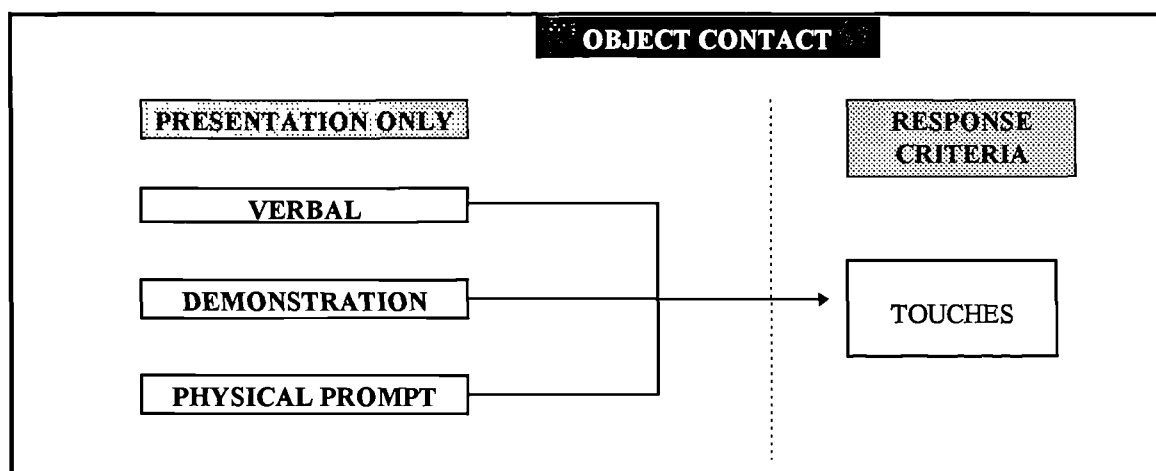 OBJECT CONTACT
PRESENTATION ONLY
VERBAL
DEMONSTRATION
PHYSICAL PROMPT
RESPONSE
CRITERIA
TOUCHES